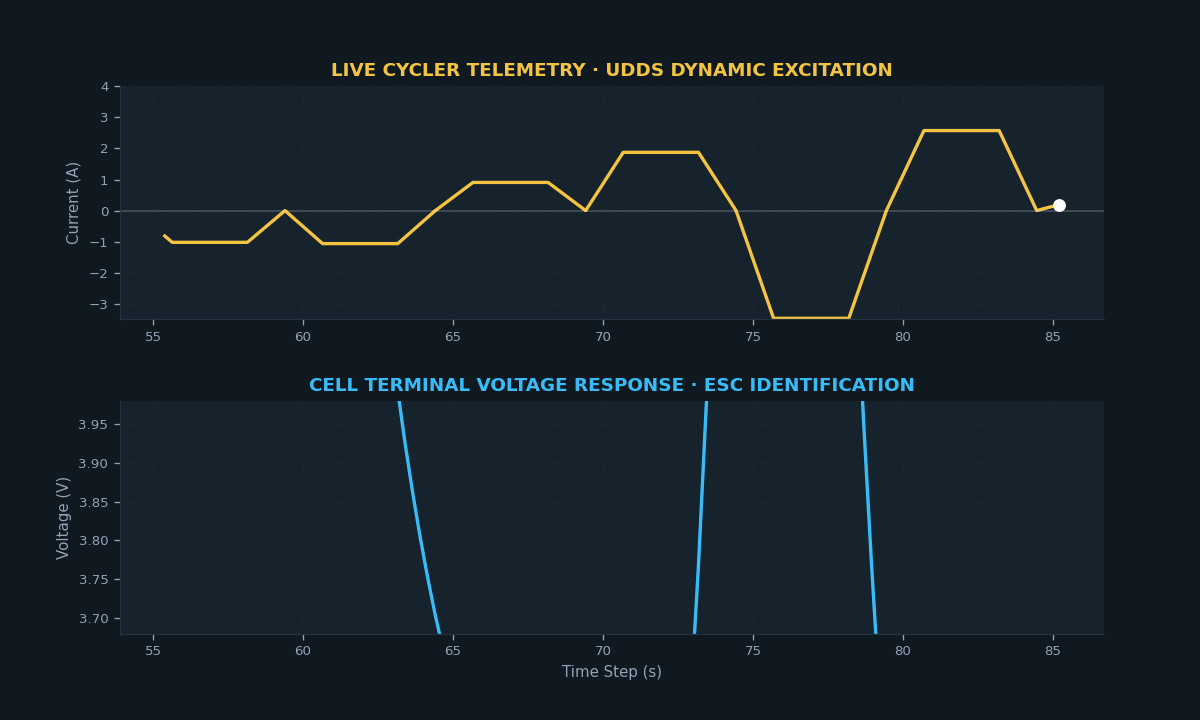 LIVE CYCLER TELEMETRY · UDDS DYNAMIC EXCITATION
4
3
2
1
0
−1
−2
−3
Current (A)
55 60 65 70 75 80 85
CELL TERMINAL VOLTAGE RESPONSE · ESC IDENTIFICATION
3.95
3.90
3.85
3.80
3.75
3.70
Voltage (V)
55 60 65 70 75 80 85
Time Step (s)